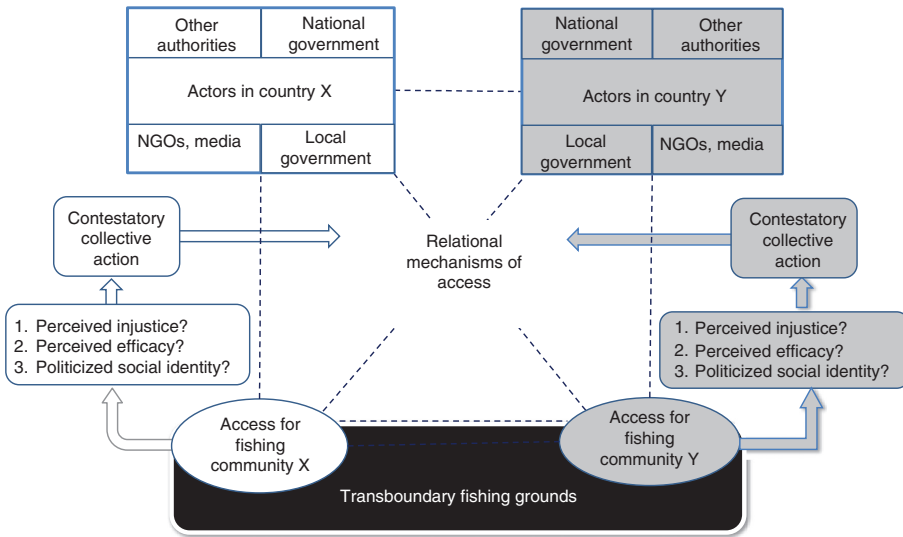 Other
authorities
National
government
Actors in country X
NGOs, media
Local
government
National
government
Other authorities
Actors in country Y
Local
government
NGOs, media
Contestatory
collective
action
Relational
mechanisms of
access
Contestatory
collective
action
1. Perceived injustice?
2. Perceived efficacy?
3. Politicized social identity?
1. Perceived injustice?
2. Perceived efficacy?
3. Politicized social identity?
Access for
fishing
community X
Access for
fishing
community Y
Transboundary fishing grounds